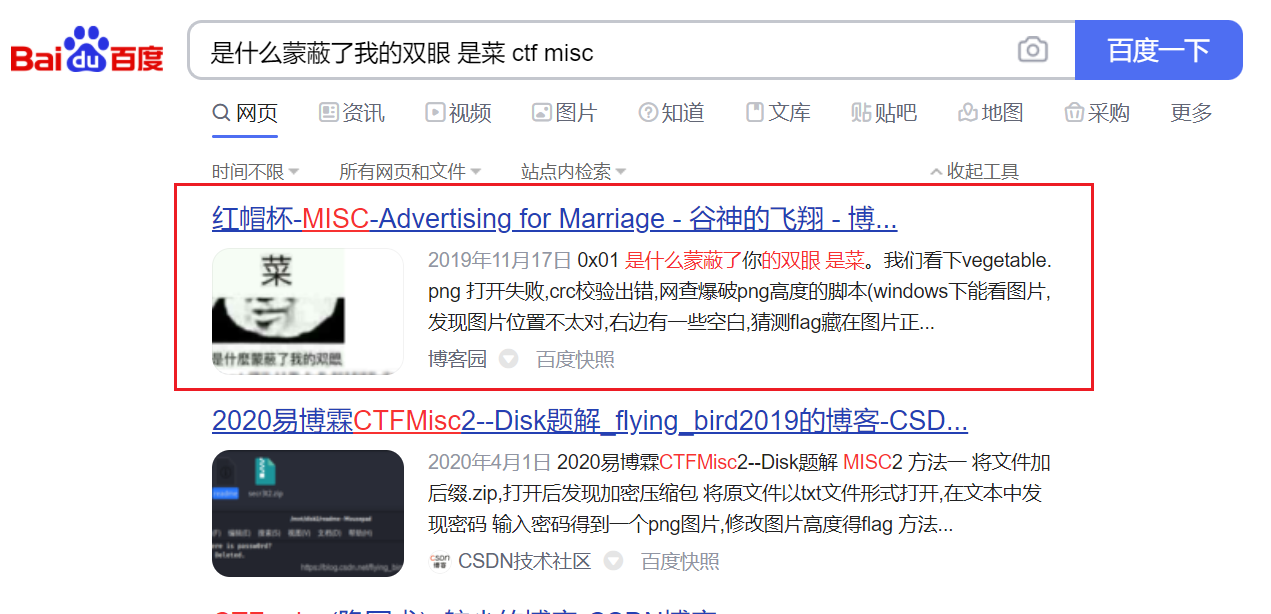 Bai du 百度 是什么蒙蔽了我的双眼 是菜 ctf misc 百度一下
网页 资讯 视频 图片 知道 文库 贴 贴吧 地图 采购 更多
时间不限 所有网页和文件 站点内检索 收起工具
红帽杯-MISC-Advertising for Marriage - 谷神的飞翔 - 博...
菜
是什麼蒙蔽了我的双眼
2019年11月17日 0x01 是什么蒙蔽了你的双眼 是菜。我们看下vegetable.
png 打开失败,crc校验出错,网查爆破png高度的脚本(windows下能看图片,
发现图片位置不太对,右边有一些空白,猜测flag藏在图片正...
博客园 百度快照
2020易博霖CTFMisc2--Disk题解_flying_bird2019的博客-CSD...
readme secr3t2.zip
2020年4月1日 2020易博霖CTFMisc2--Disk题解 MISC2 方法一 将文件加
后缀.zip,打开后发现加密压缩包 将原文件以txt文件形式打开,在文本中发
现密码 输入密码得到一个png图片,修改图片高度得flag 方法...
CSDN 博客 CSDN技术社区 百度快照